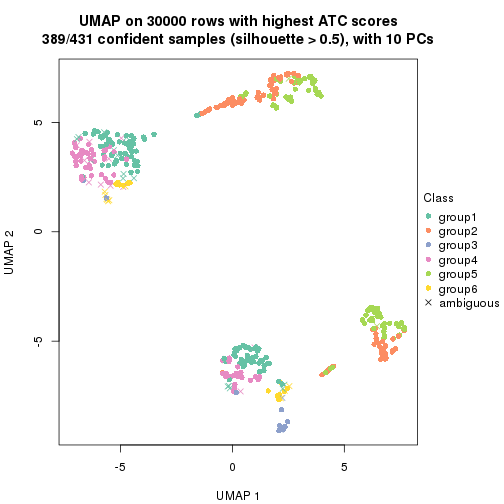 UMAP on 30000 rows with highest ATC scores
389/431 confident samples (silhouette > 0.5), with 10 PCs
5
0
-5
UMAP 2
-5
0
5
UMAP 1
Class
group1
group2
group3
group4
group5
group6
ambiguous